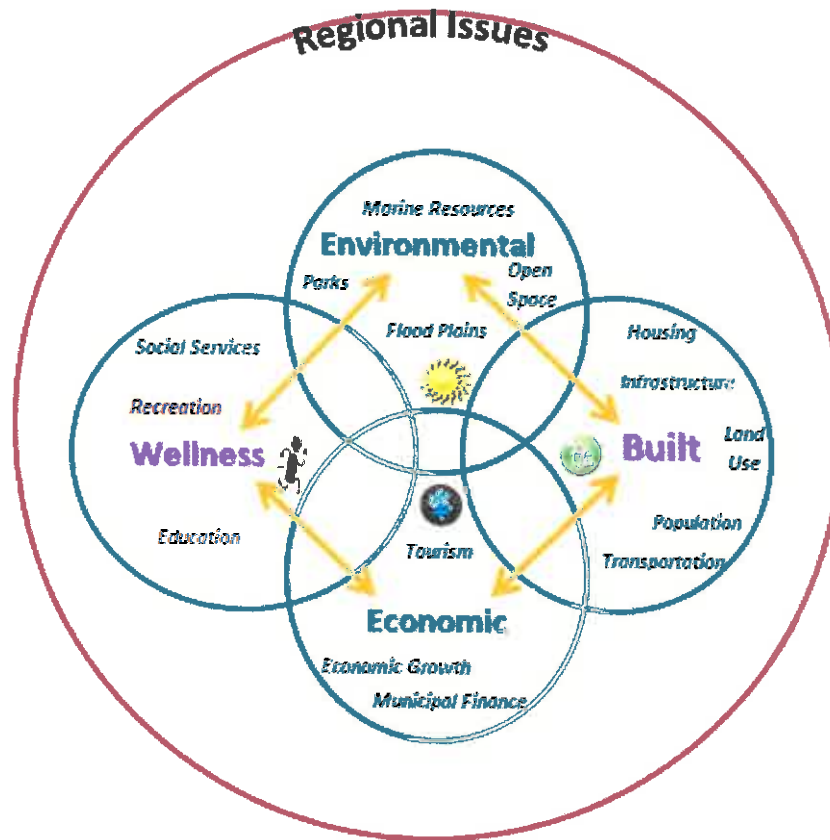 Regional Issues
Marine Resources
Environmental
Parks
Open
Space
Flood Plains
Social Services
Recreation
Wellness
Education
Housing
Infrastructure
Land
Use
Built
Population
Transportation
Tourism
Economic
Economic Growth
Municipal Finance